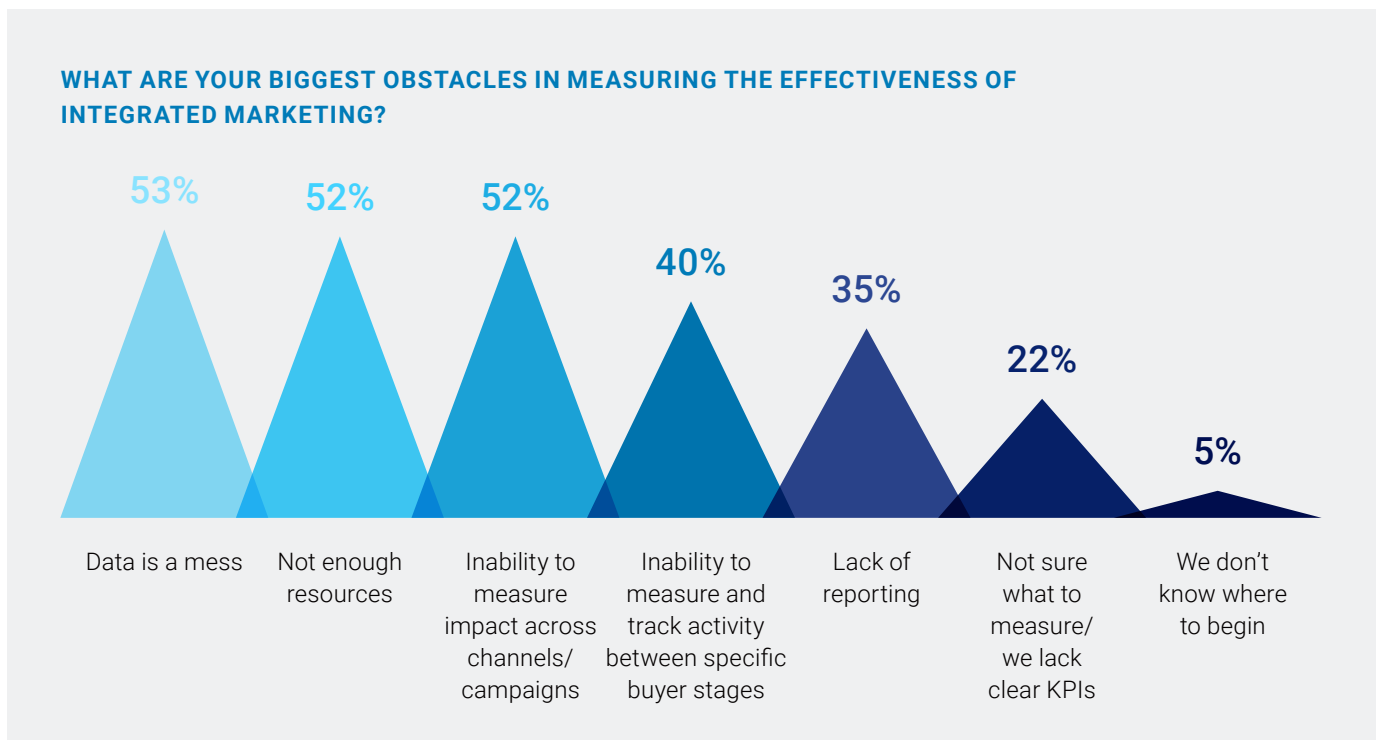 WHAT ARE YOUR BIGGEST OBSTACLES IN MEASURING THE EFFECTIVENESS OF
INTEGRATED MARKETING?
53%
52%
52%
40%
35%
22%
5%
Data is a mess
Not enough
resources
Inability to
measure
impact across
channels/
campaigns
Inability to
measure and
track activity
between specific
buyer stages
Lack of
reporting
Not sure
what to
measure/
we lack
clear KPIs
We don’t
know where
to begin